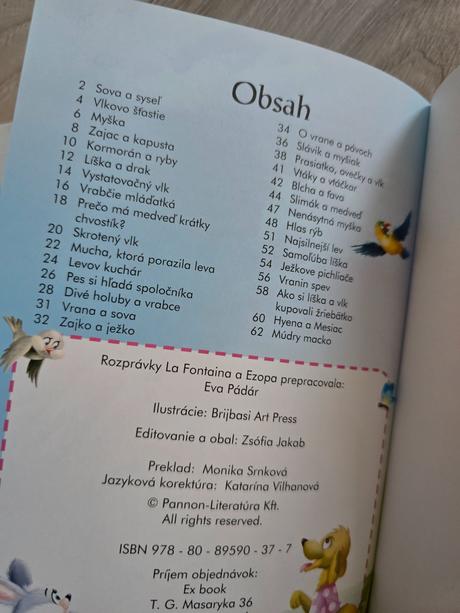 Obsah
2 Sova a syseľ
4 Vlkovo šťastie
6 Myška
8 Zajac a kapusta
10 Kormorán a ryby
12 Líška a drak
14 Vystatovačný vlk
16 Vrabčie mláďatká
18 Prečo má medveď krátky
chvostík?
20 Skrotený vlk
22 Mucha, ktorá porazila leva
24 Levov kuchár
26 Pes si hľadá spoločníka
28 Divé holuby a vrabce
31 Vrana a sova
32 Zajko a ježko
34 O vrane a pávoch
36 Slávik a myšiak
38 Prasiatko, ovečky a vlk
41 Vtáky a vtáčkar
42 Blcha a ťava
44 Slimák a medveď
47 Nenásytná myška
48 Hlas rýb
51 Najsilnejší lev
52 Samoľúba líška
54 Ježkove pichliače
56 Vranin spev
58 Ako si líška a vlk
kupovali žriebätko
60 Hyena a Mesiac
62 Múdry macko
Rozprávky La Fontaina a Ezopa prepracovala:
Eva Pádár
Ilustrácie: Brijbasi Art Press
Editovanie a obal: Zsófia Jakab
Preklad: Monika Srnková
Jazyková korektúra: Katarína Vilhanová
© Pannon-Literatúra Kft.
All rights reserved.
ISBN 978 - 80 - 89590 - 37 - 7
Príjem objednávok:
Ex book
T. G. Masaryka 36